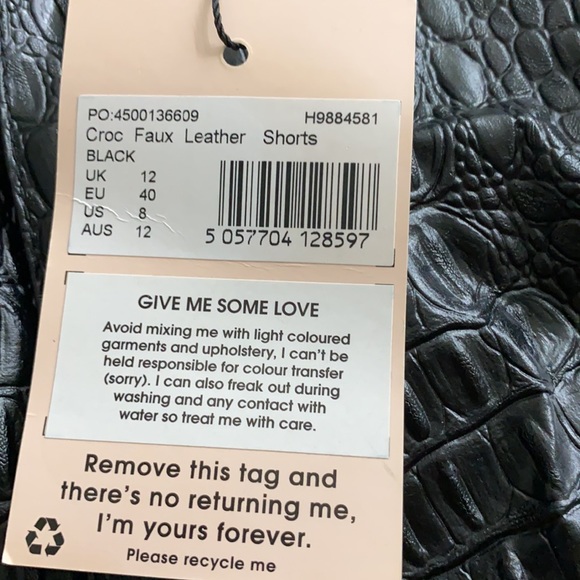 PO:4500136609 H9884581
Croc Faux Leather Shorts
BLACK
UK 12
EU 40
US 8
AUS 12
5 057704 128597
GIVE ME SOME LOVE
Avoid mixing me with light coloured
garments and upholstery, I can't be
held responsible for colour transfer
(sorry). I can also freak out during
washing and any contact with
water so treat me with care.
Remove this tag and
there's no returning me,
I'm yours forever.
Please recycle me